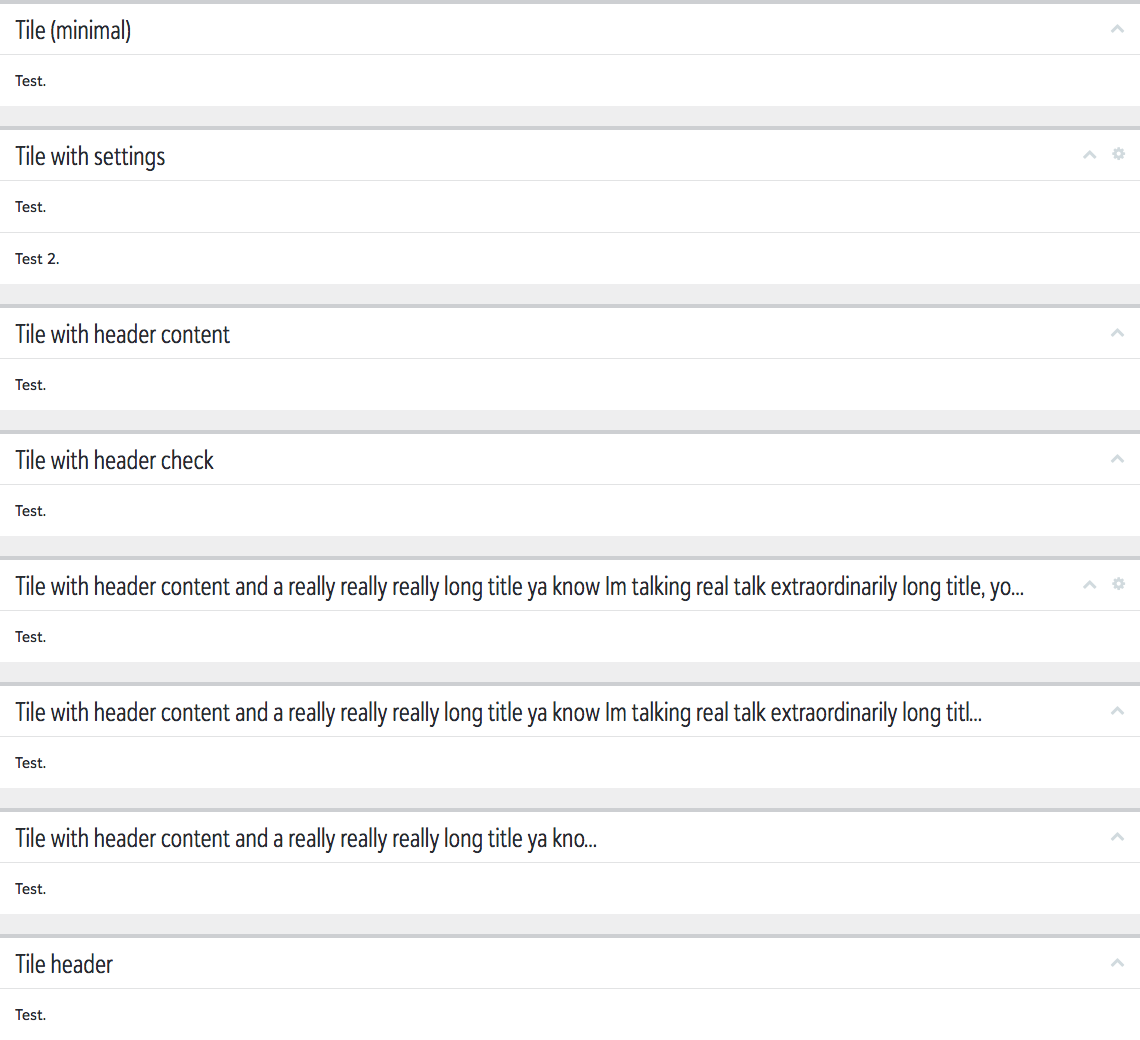 Tile (minimal)
Test.
Tile with settings
Test.
Test 2.
Tile with header content
Test.
Tile with header check
Test.
Tile with header content and a really really really long title ya know Im talking real talk extraordinarily long title, yo...
Test.
Tile with header content and a really really really long title ya know Im talking real talk extraordinarily long titl...
Test.
Tile with header content and a really really really long title ya kno...
Test.
Tile header
Test.